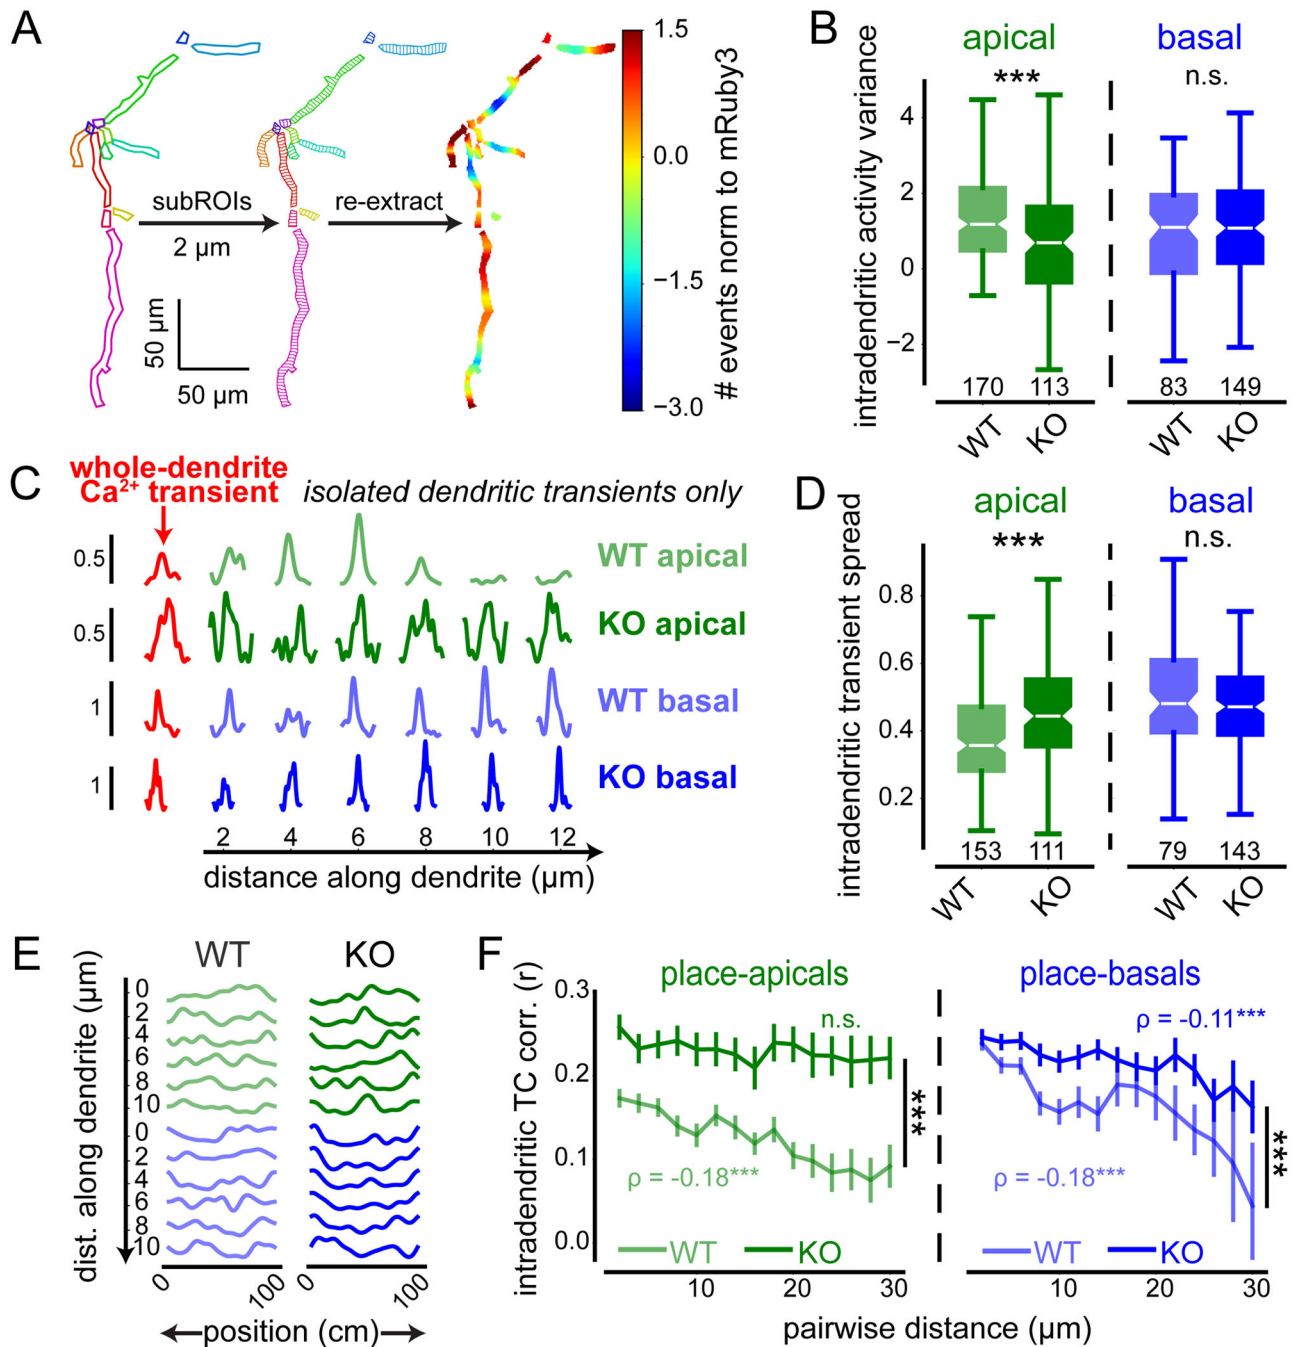 A
subROIs
2 µm
re-extract
50 µm
50 µm
1.5
0.0
−1.5
−3.0
# events norm to mRuby3
B
apical
basal
***
n.s.
intradendritic activity variance
4
2
0
−2
170
113
83
149
WT
KO
WT
KO
C
whole-dendrite
Ca²⁺ transient
isolated dendritic transients only
0.5
WT apical
0.5
KO apical
1
WT basal
1
KO basal
2
4
6
8
10
12
distance along dendrite (µm)
D
apical
basal
***
n.s.
intradendritic transient spread
0.8
0.6
0.4
0.2
153
111
79
143
WT
KO
WT
KO
E
WT
KO
dist. along dendrite (µm)
0
2
4
6
8
10
0
2
4
6
8
10
0
100
0
100
position (cm)
F
place-apicals
place-basals
intradendritic TC corr. (r)
0.3
0.2
0.1
0.0
n.s.
ρ = -0.11***
***
***
ρ = -0.18***
ρ = -0.18***
WT
KO
WT
KO
10
20
30
10
20
30
pairwise distance (µm)